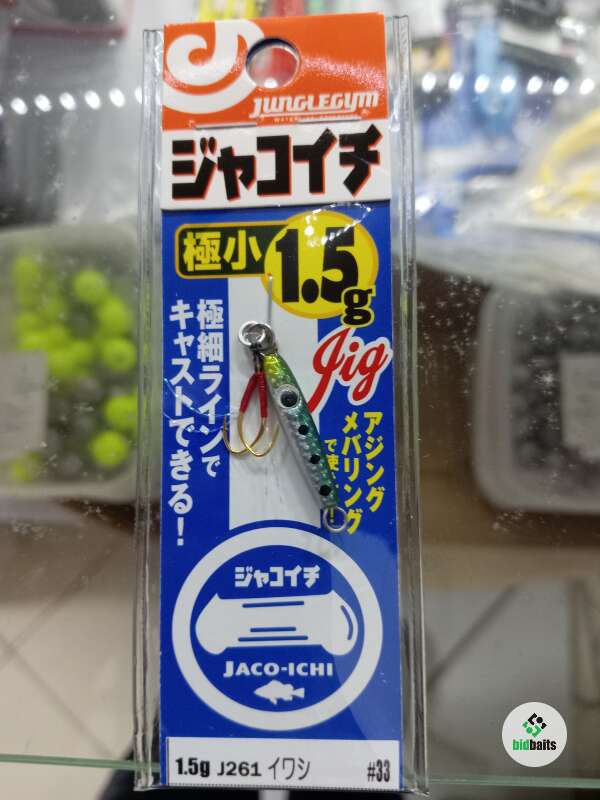 JUNGLEGYM
ジャコイチ
極小
1.5g
Jig
極細ラインで
キャストできる!
アジング
メバリング
ジャコイチ
JACO-ICHI
1.5g J261 イワシ #33
bidbaits